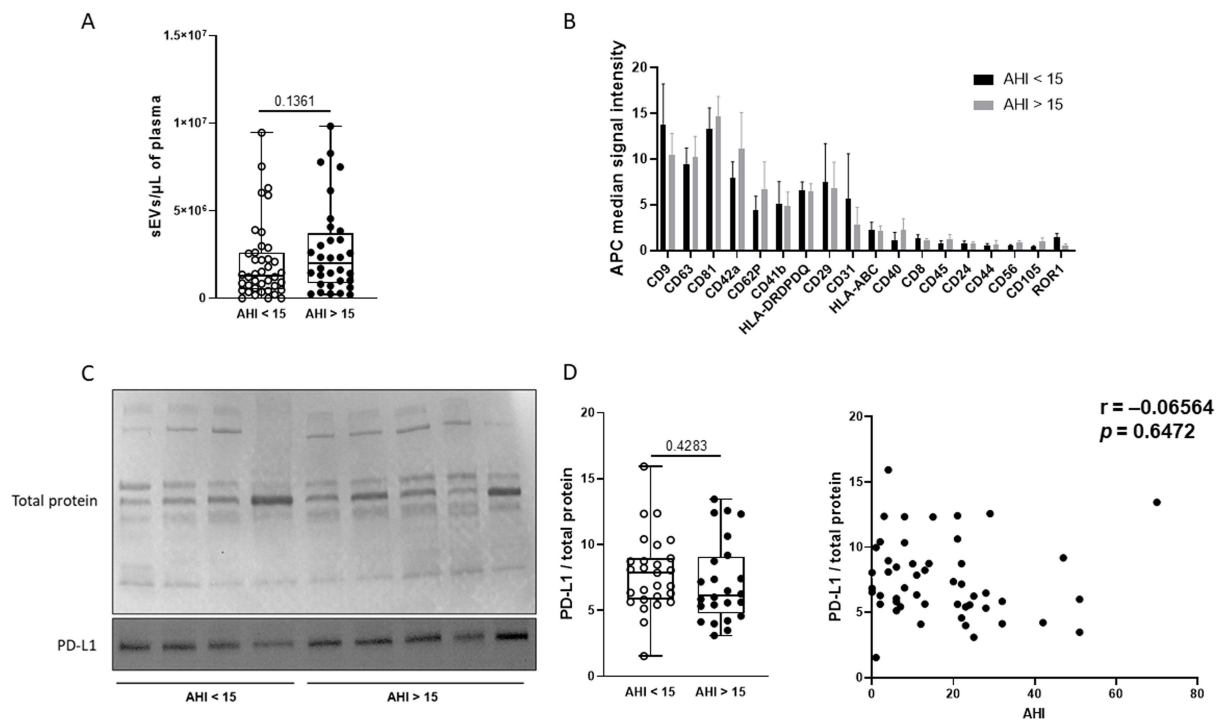 A
1.5×10⁷
1×10⁷
5×10⁶
0
sEVs/µL of plasma
0.1361
AHI < 15
AHI > 15
B
APC median signal intensity
20
15
10
5
0
AHI < 15
AHI > 15
CD9
CD63
CD81
CD42a
CD62P
CD41b
HLA-DRDPDQ
CD29
CD31
HLA-ABC
CD40
CD8
CD45
CD24
CD44
CD56
CD105
ROR1
C
Total protein
PD-L1
AHI < 15
AHI > 15
D
PD-L1 / total protein
20
15
10
5
0
0.4283
AHI < 15
AHI > 15
r = –0.06564
p = 0.6472
PD-L1 / total protein
20
15
10
5
0
0
20
40
60
80
AHI